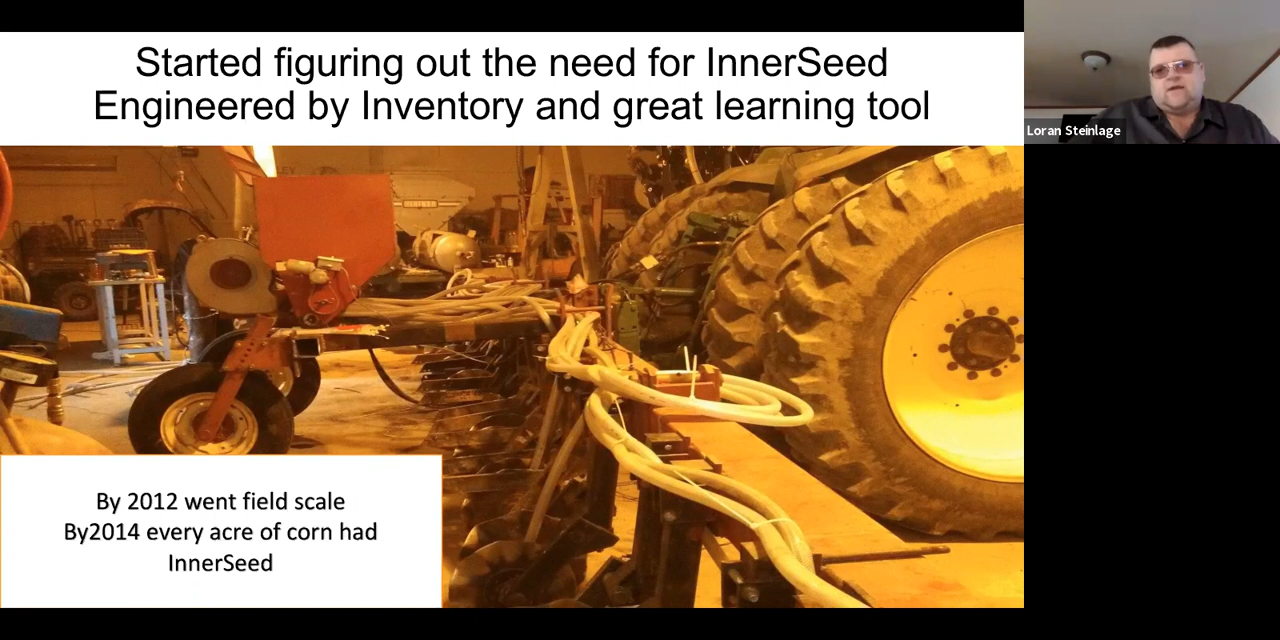 Started figuring out the need for InnerSeed
Engineered by Inventory and great learning tool
Loran Steinlage
By 2012 went field scale
By2014 every acre of corn had
InnerSeed